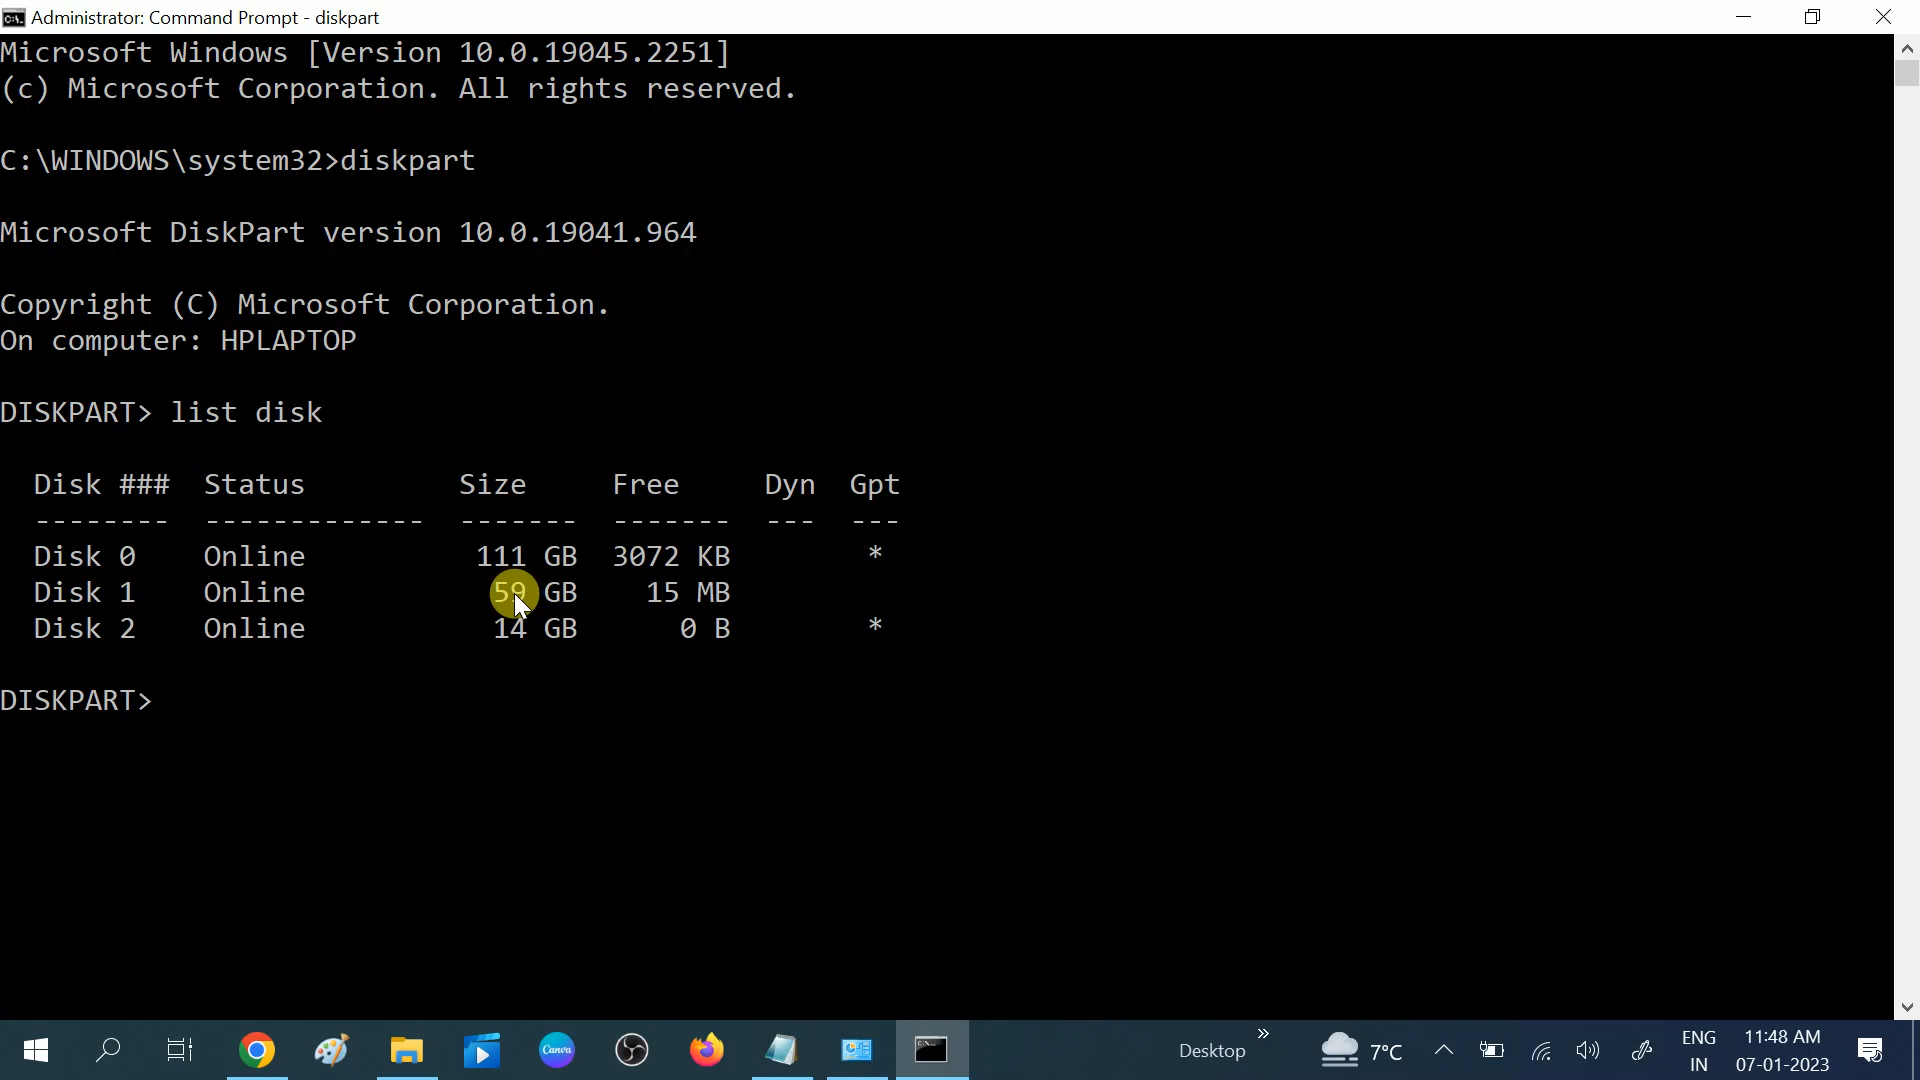 Administrator: Command Prompt - diskpart
Microsoft Windows [Version 10.0.19045.2251]
(c) Microsoft Corporation. All rights reserved.
C:\WINDOWS\system32>diskpart
Microsoft DiskPart version 10.0.19041.964
Copyright (C) Microsoft Corporation.
On computer: HPLAPTOP
DISKPART> list disk
  Disk ###  Status         Size     Free     Dyn  Gpt
  --------  -------------  -------  -------  ---  ---
  Disk 0    Online          111 GB  3072 KB        *
  Disk 1    Online           59 GB    15 MB
  Disk 2    Online           14 GB      0 B        *
DISKPART>
Canva
Desktop
7°C
ENG
IN
11:48 AM
07-01-2023